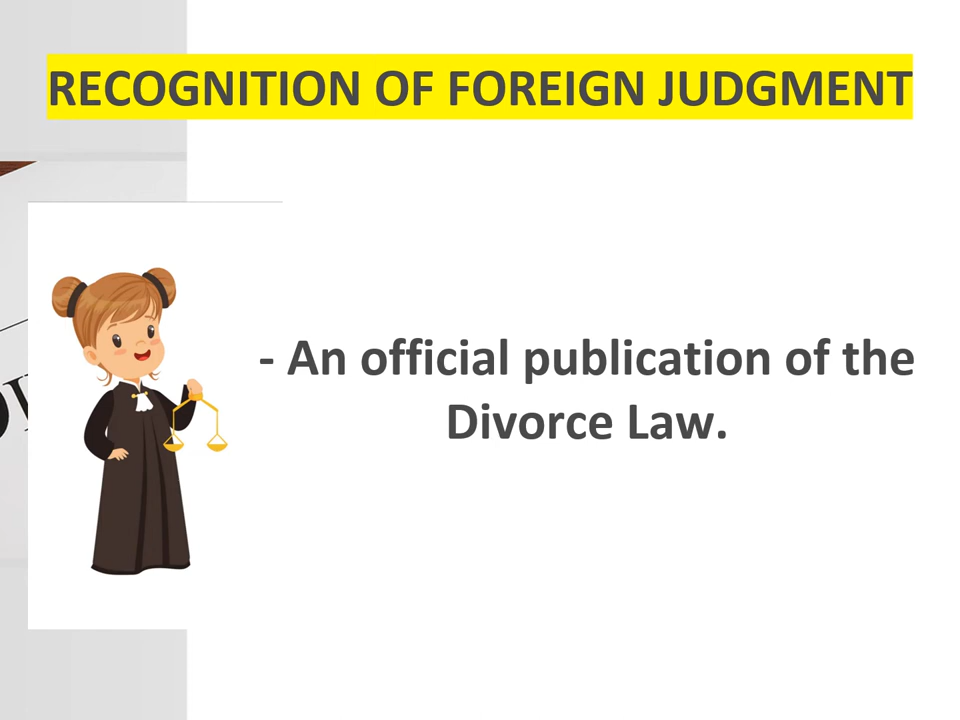 RECOGNITION OF FOREIGN JUDGMENT
- An official publication of the
Divorce Law.